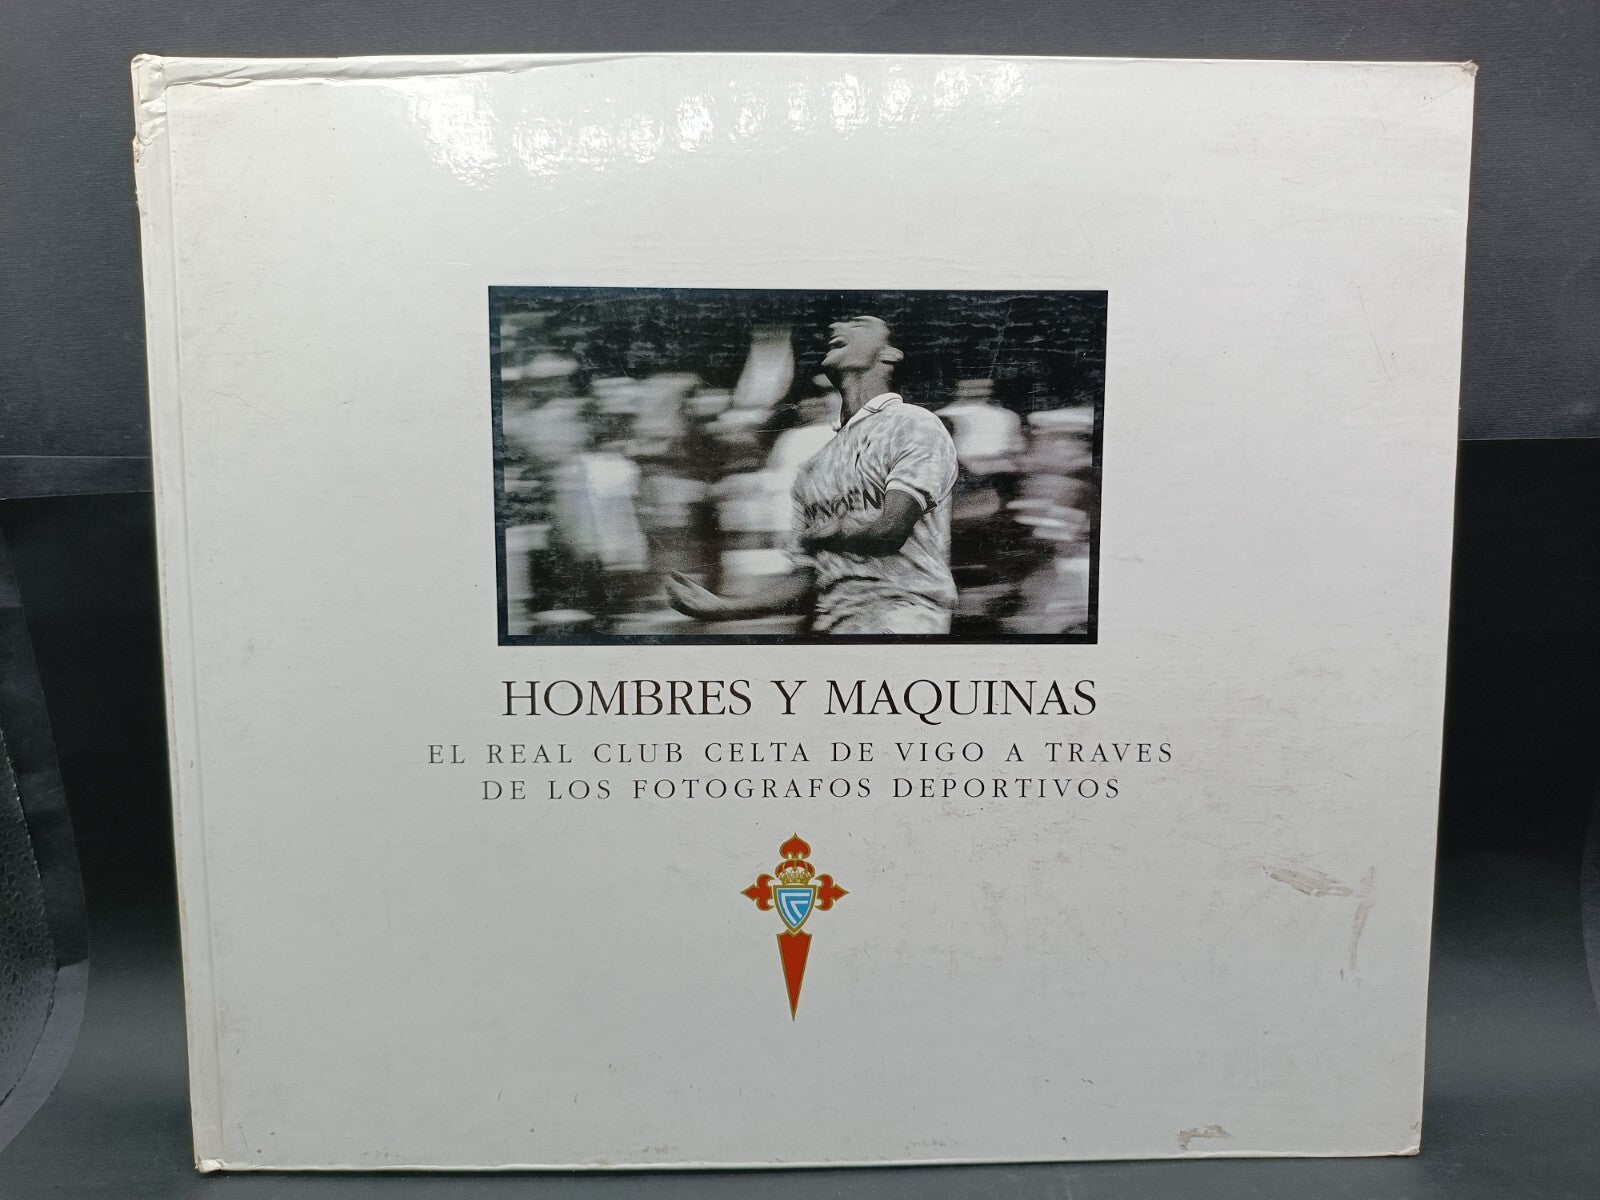 HOMBRES Y MAQUINAS
EL REAL CLUB CELTA DE VIGO A TRAVES
DE LOS FOTOGRAFOS DEPORTIVOS